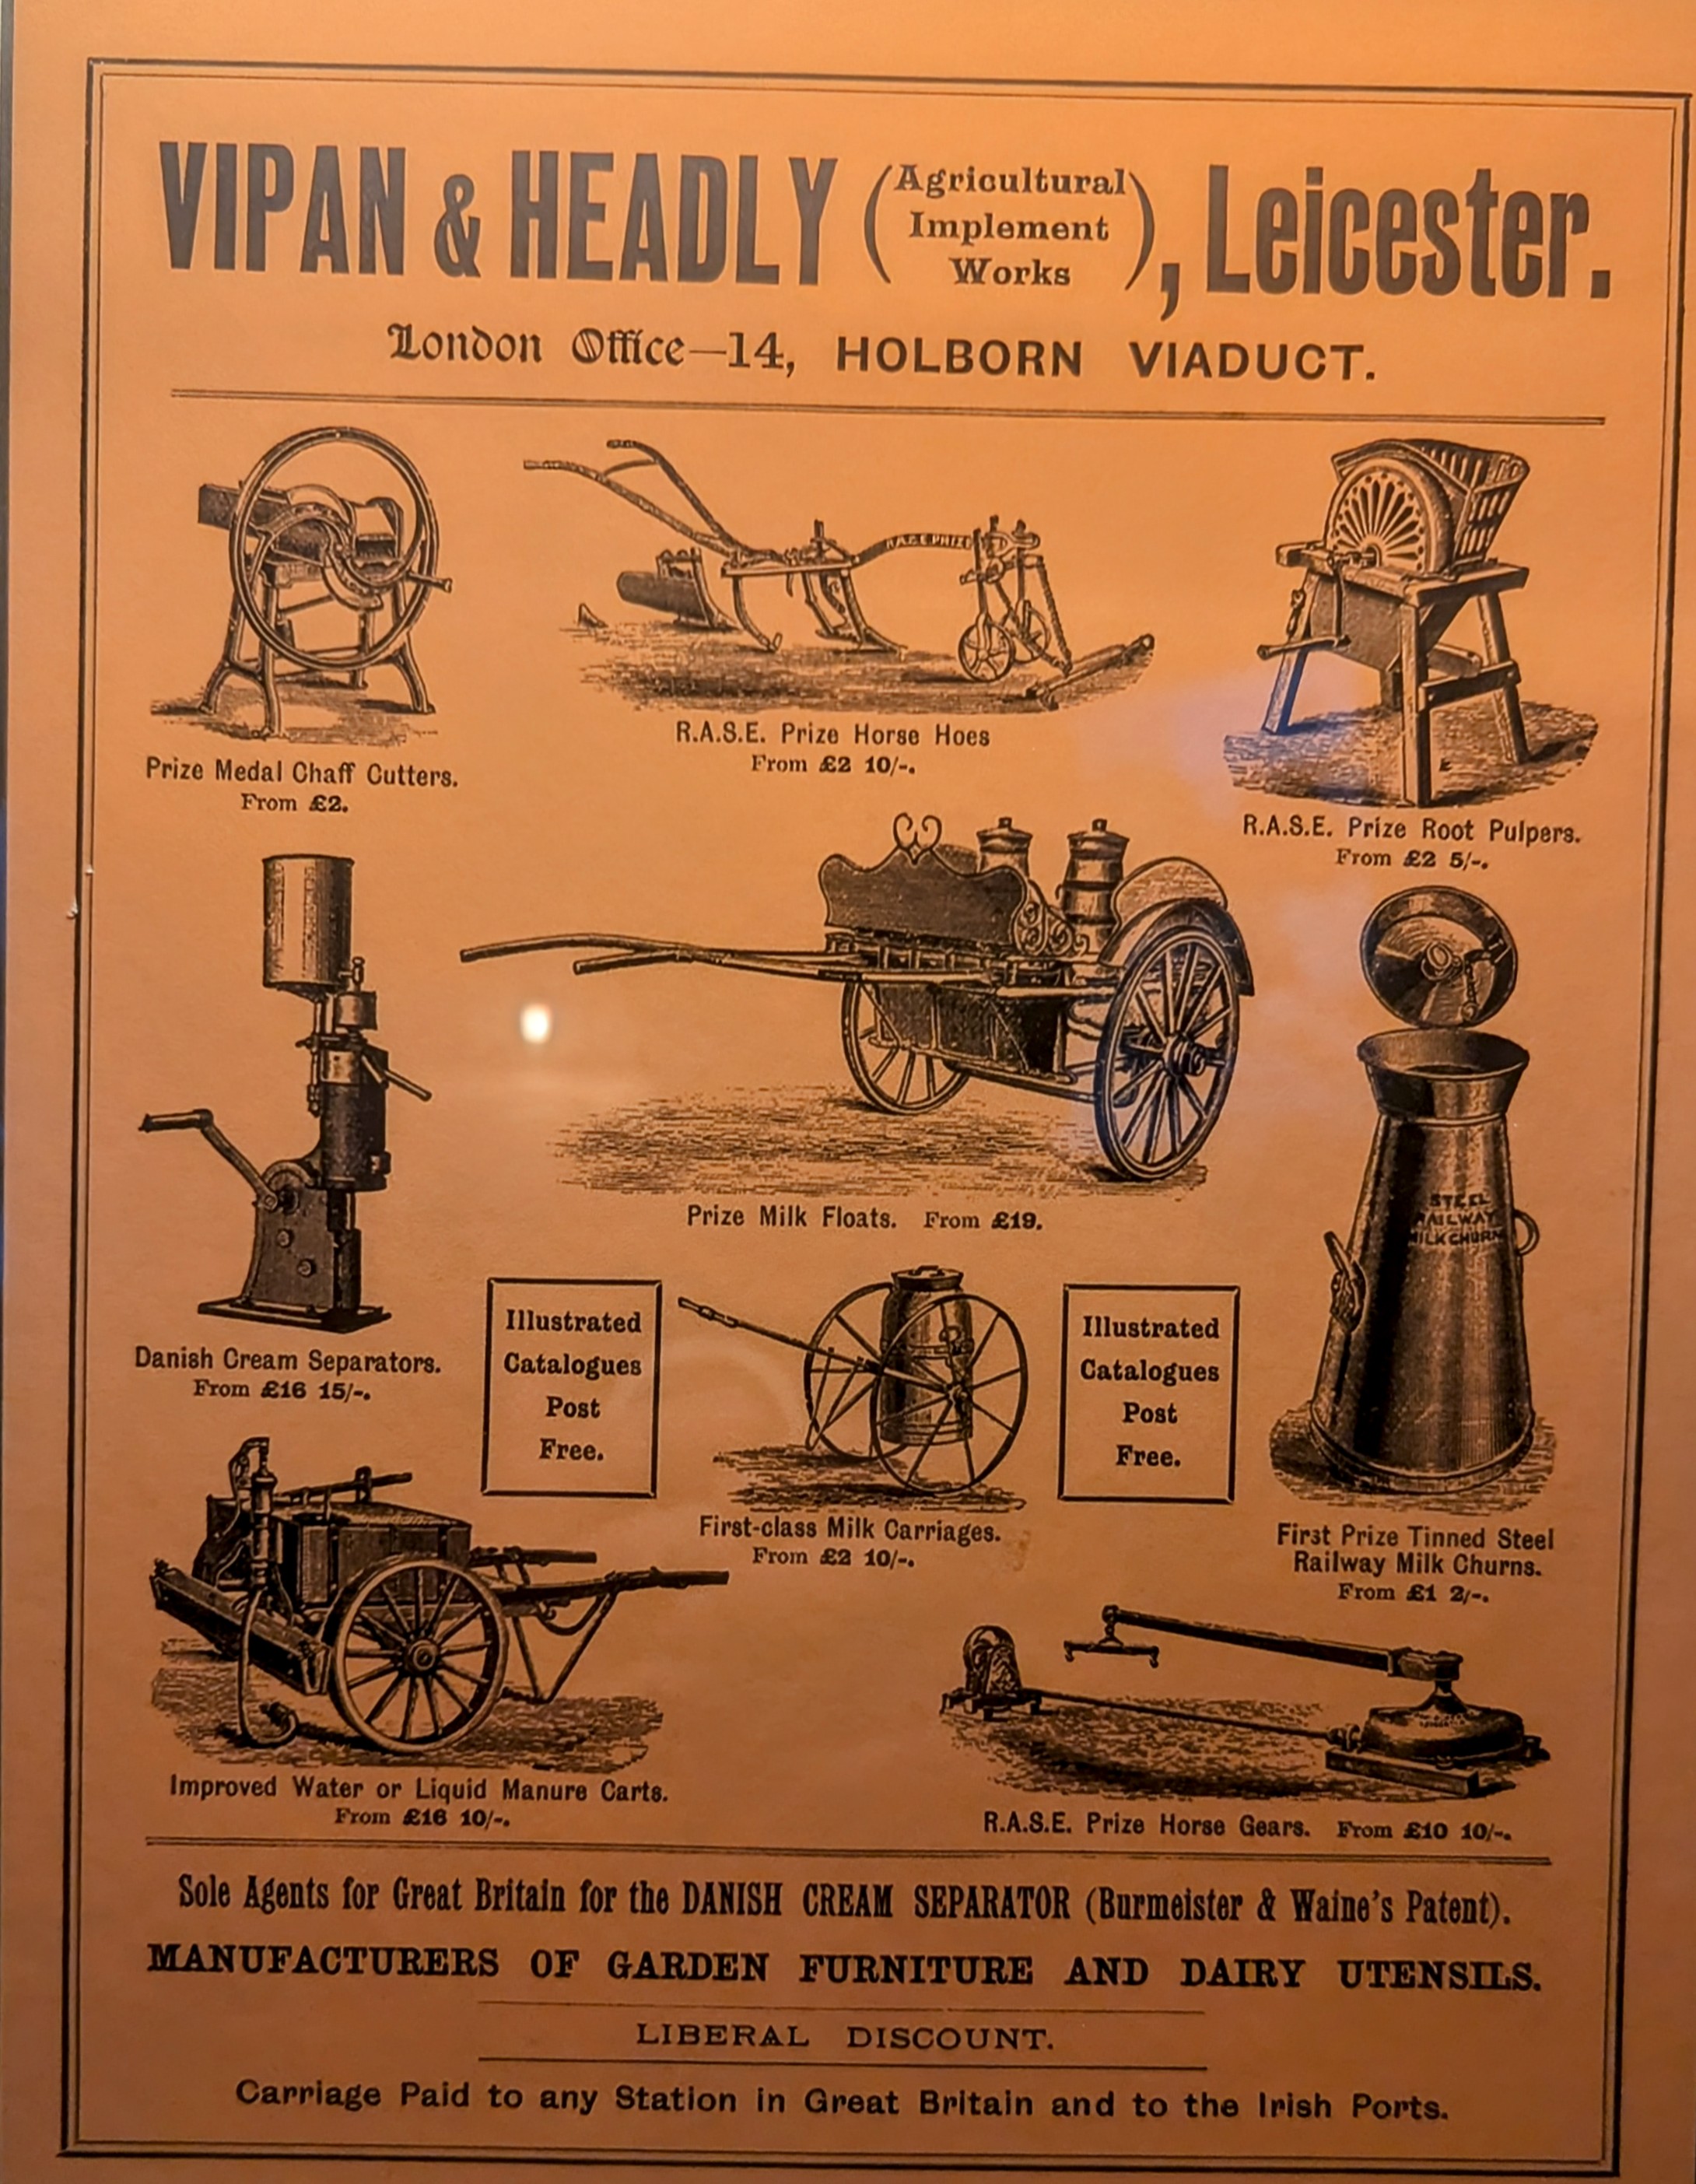 VIPAN & HEADLY (Agricultural Implement Works), Leicester.
London Office—14, HOLBORN VIADUCT.
R.A.S.E. PRIZE
Prize Medal Chaff Cutters.
From £2.
R.A.S.E. Prize Horse Hoes
From £2 10/-.
R.A.S.E. Prize Root Pulpers.
From £2 5/-.
Prize Milk Floats. From £19.
STEEL
RAILWAY
MILK CHURN
Danish Cream Separators.
From £16 15/-.
Illustrated
Catalogues
Post
Free.
Illustrated
Catalogues
Post
Free.
First-class Milk Carriages.
From £2 10/-.
First Prize Tinned Steel
Railway Milk Churns.
From £1 2/-.
Improved Water or Liquid Manure Carts.
From £16 10/-.
R.A.S.E. Prize Horse Gears. From £10 10/-.
Sole Agents for Great Britain for the DANISH CREAM SEPARATOR (Burmeister & Waine's Patent).
MANUFACTURERS OF GARDEN FURNITURE AND DAIRY UTENSILS.
LIBERAL DISCOUNT.
Carriage Paid to any Station in Great Britain and to the Irish Ports.